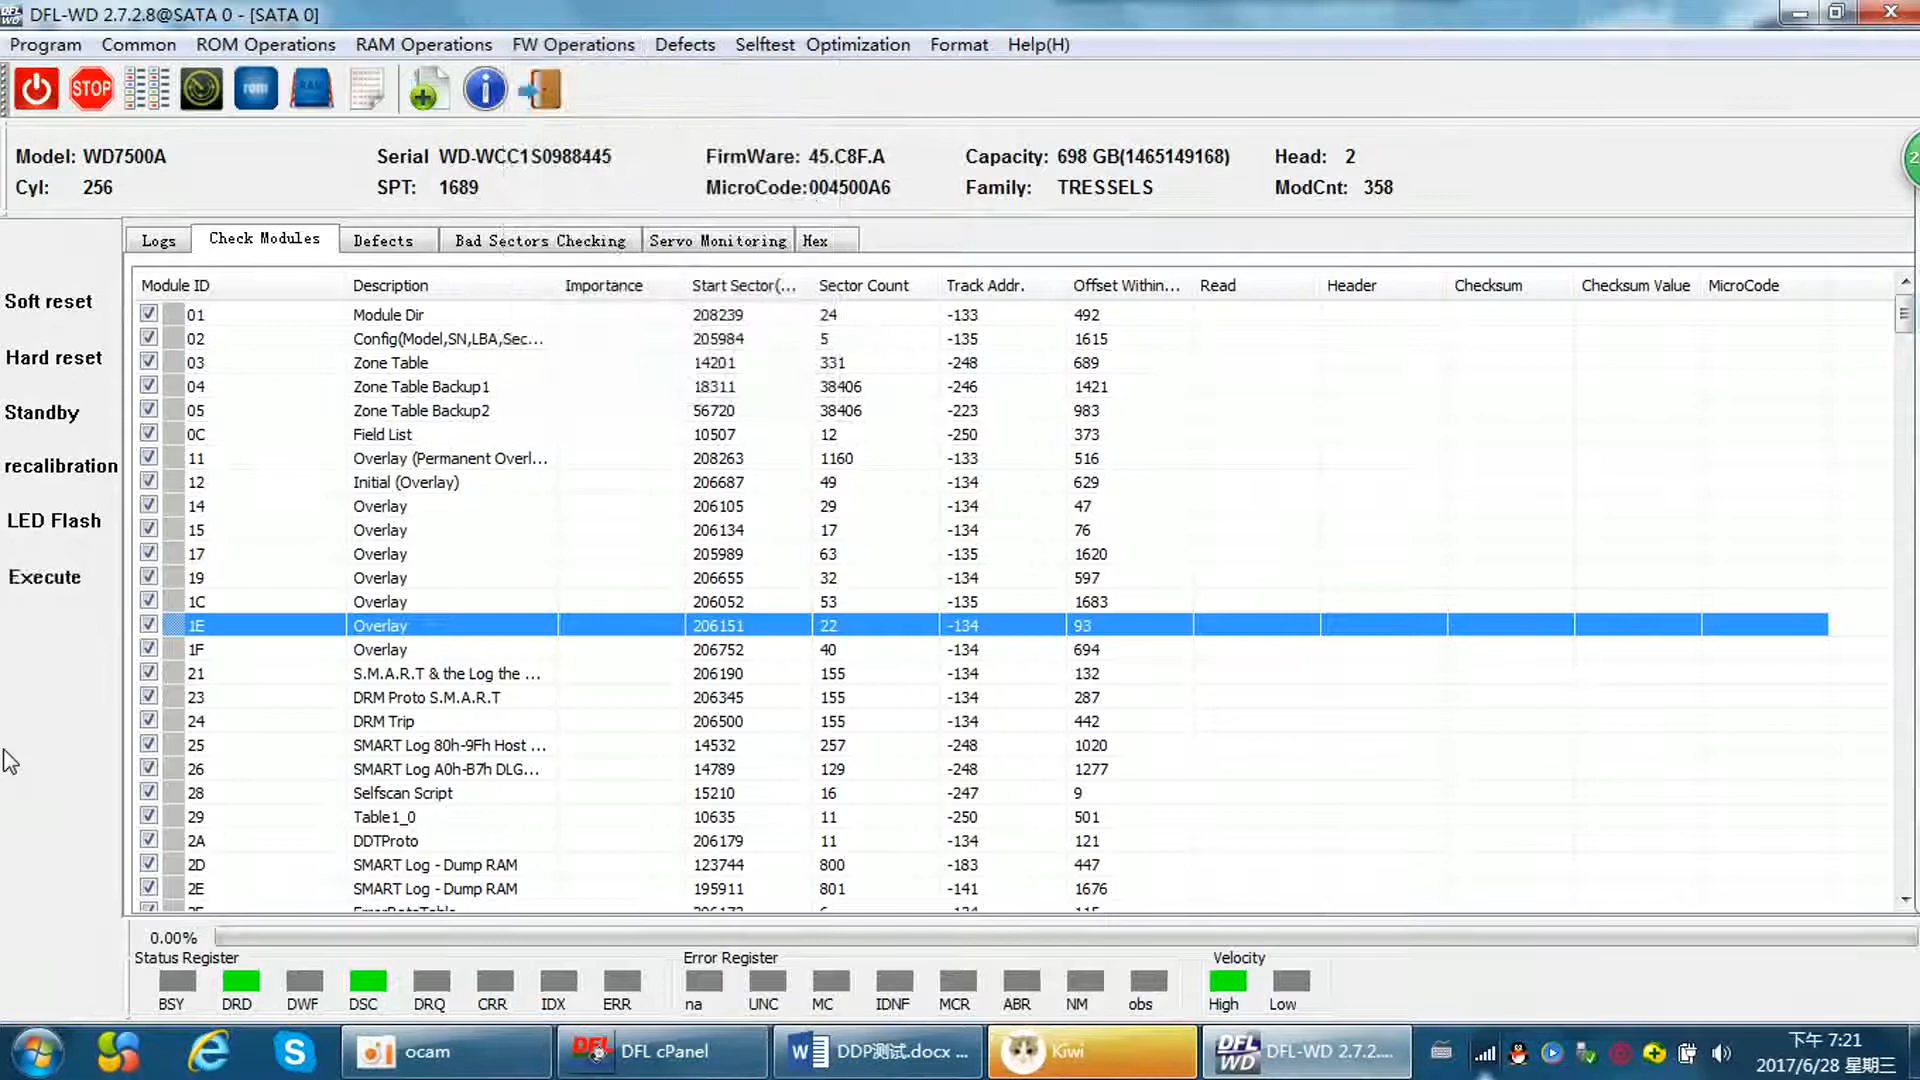 DFL-WD 2.7.2.8@SATA 0 - [SATA 0]
Program Common ROM Operations RAM Operations FW Operations Defects Selftest Optimization Format Help(H)
STOP rom
Model: WD7500A Serial WD-WCC1S0988445 FirmWare: 45.C8F.A Capacity: 698 GB(1465149168) Head: 2
Cyl: 256 SPT: 1689 MicroCode:004500A6 Family: TRESSELS ModCnt: 358
Logs Check Modules Defects Bad Sectors Checking Servo Monitoring Hex
Soft reset
Hard reset
Standby
recalibration
LED Flash
Execute
Module ID Description Importance Start Sector(... Sector Count Track Addr. Offset Within... Read Header Checksum Checksum Value MicroCode
01 Module Dir 208239 24 -133 492
02 Config(Model,SN,LBA,Sec... 205984 5 -135 1615
03 Zone Table 14201 331 -248 689
04 Zone Table Backup1 18311 38406 -246 1421
05 Zone Table Backup2 56720 38406 -223 983
0C Field List 10507 12 -250 373
11 Overlay (Permanent Overl... 208263 1160 -133 516
12 Initial (Overlay) 206687 49 -134 629
14 Overlay 206105 29 -134 47
15 Overlay 206134 17 -134 76
17 Overlay 205989 63 -135 1620
19 Overlay 206655 32 -134 597
1C Overlay 206052 53 -135 1683
1E Overlay 206151 22 -134 93
1F Overlay 206752 40 -134 694
21 S.M.A.R.T & the Log the ... 206190 155 -134 132
23 DRM Proto S.M.A.R.T 206345 155 -134 287
24 DRM Trip 206500 155 -134 442
25 SMART Log 80h-9Fh Host ... 14532 257 -248 1020
26 SMART Log A0h-B7h DLG... 14789 129 -248 1277
28 Selfscan Script 15210 16 -247 9
29 Table1_0 10635 11 -250 501
2A DDTProto 206179 11 -134 121
2D SMART Log - Dump RAM 123744 800 -183 447
2E SMART Log - Dump RAM 195911 801 -141 1676
0.00%
Status Register Error Register Velocity
BSY DRD DWF DSC DRQ CRR IDX ERR na UNC MC IDNF MCR ABR NM obs High Low
ocam DFL cPanel DDP测试.docx ... Kiwi DFL WD DFL-WD 2.7.2....
下午 7:21
2017/6/28 星期三